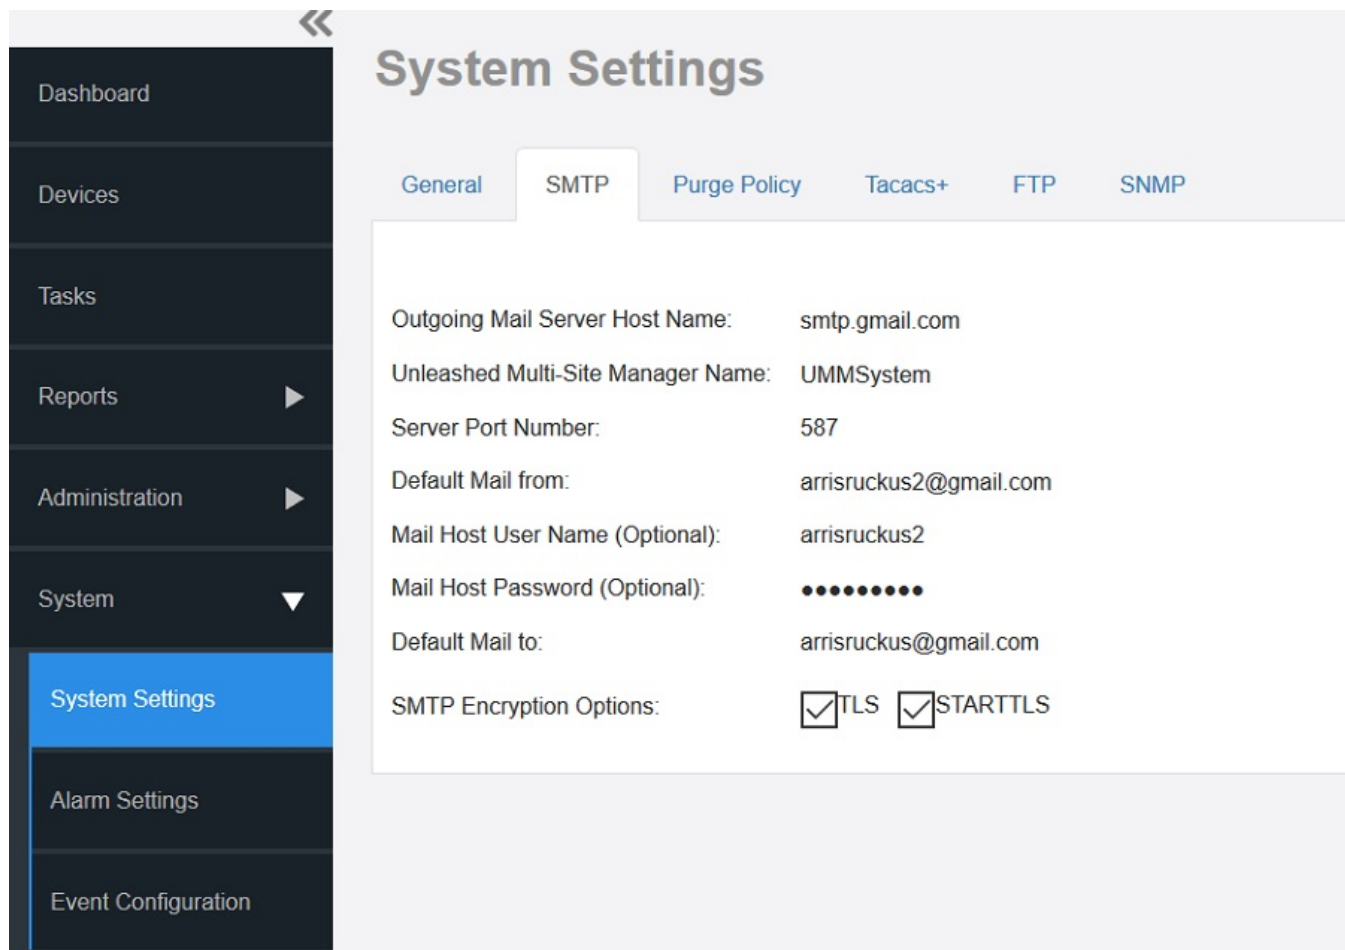 System Settings
Dashboard
Devices
Tasks
Reports
Administration
System
System Settings
Alarm Settings
Event Configuration
General SMTP Purge Policy Tacacs+ FTP SNMP
Outgoing Mail Server Host Name: smtp.gmail.com
Unleashed Multi-Site Manager Name: UMMSystem
Server Port Number: 587
Default Mail from: arrisruckus2@gmail.com
Mail Host User Name (Optional): arrisruckus2
Mail Host Password (Optional): •••••••••
Default Mail to: arrisruckus@gmail.com
SMTP Encryption Options: TLS STARTTLS